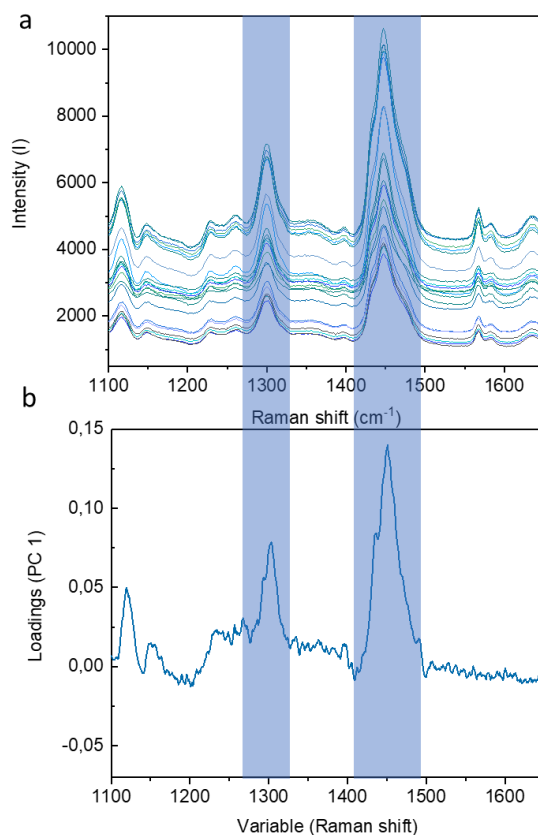 a
10000
8000
6000
4000
2000
Intensity (I)
1100 1200 1300 1400 1500 1600
Raman shift (cm⁻¹)
b
0,15
0,10
0,05
0,00
-0,05
Loadings (PC 1)
1100 1200 1300 1400 1500 1600
Variable (Raman shift)